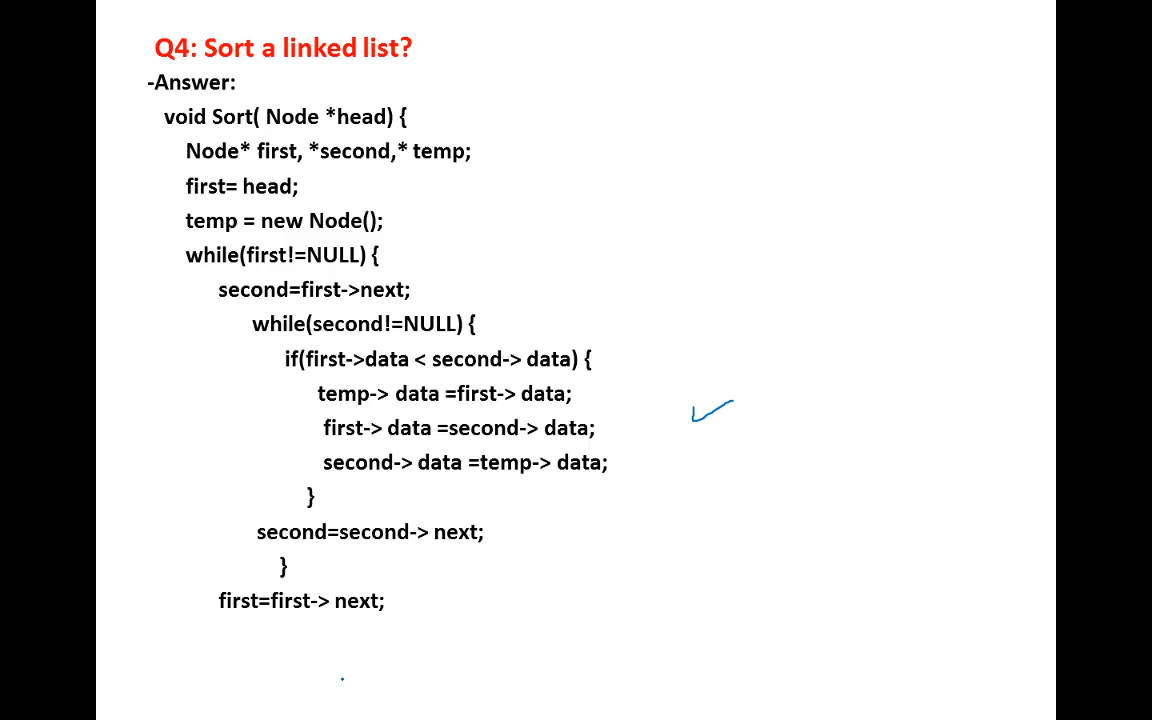 Q4: Sort a linked list?
-Answer:
void Sort( Node *head) {
Node* first, *second,* temp;
first= head;
temp = new Node();
while(first!=NULL) {
second=first->next;
while(second!=NULL) {
if(first->data < second-> data) {
temp-> data =first-> data;
first-> data =second-> data;
second-> data =temp-> data;
}
second=second-> next;
}
first=first-> next;